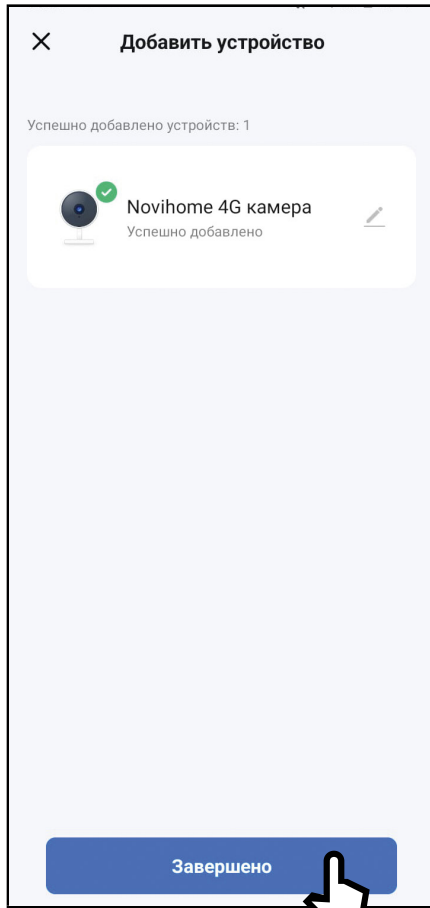 Добавить устройство
Успешно добавлено устройств: 1
Novihome 4G камера
Успешно добавлено
Завершено